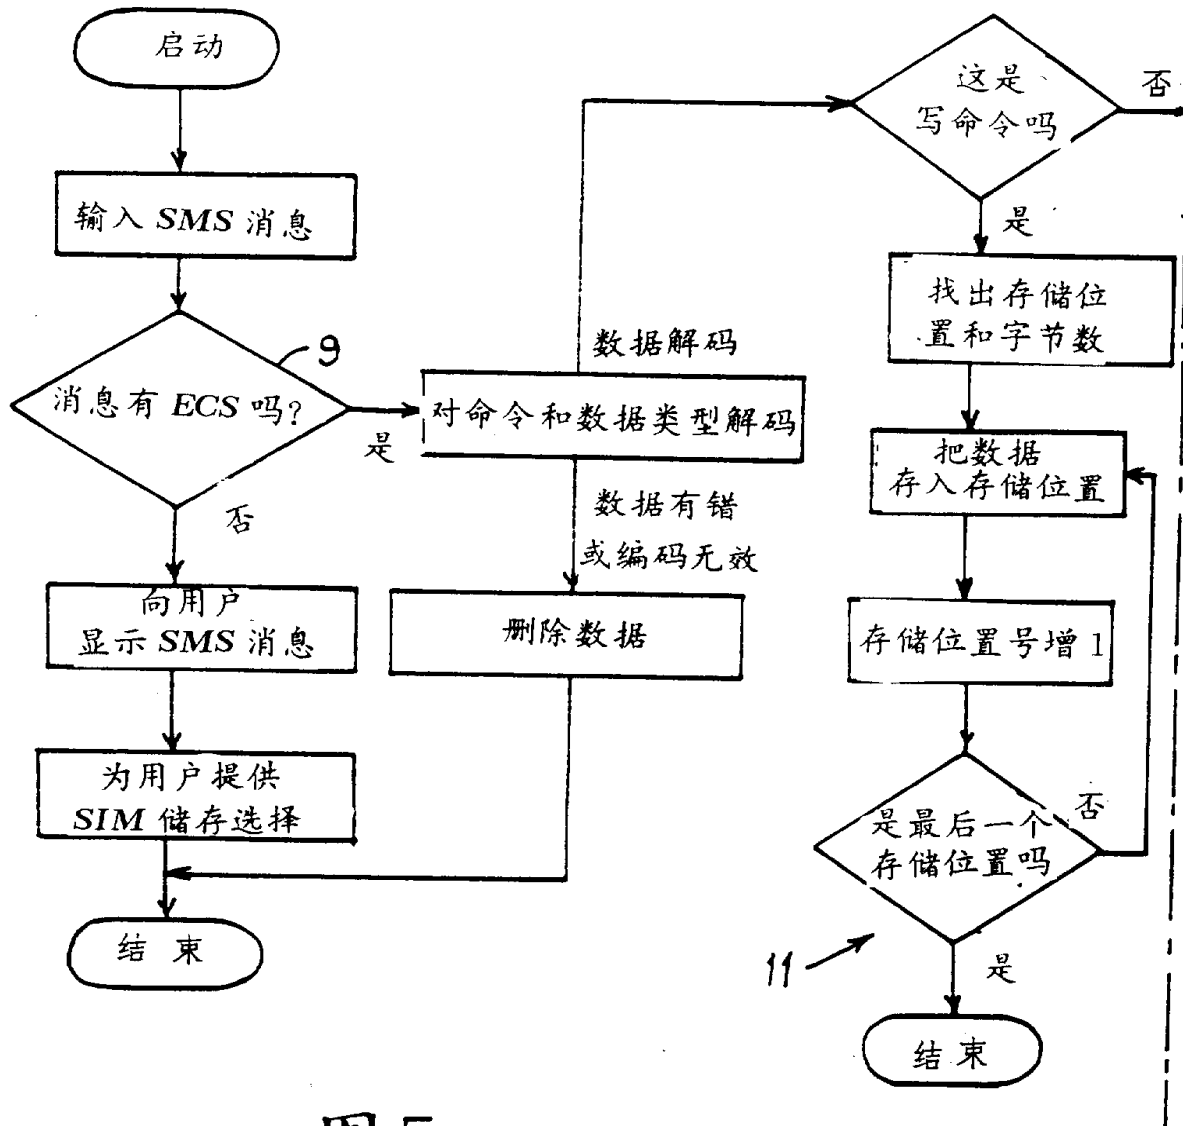 启动
输入 SMS 消息
消息有 ECS 吗?
9
是
否
向用户
显示 SMS 消息
为用户提供
SIM 储存选择
结束
数据解码
对命令和数据类型解码
数据有错
或编码无效
删除数据
这是
写命令吗
否
是
找出存储位
置和字节数
把数据
存入存储位置
存储位置号增 1
是最后一个
存储位置吗
否
11
是
结束